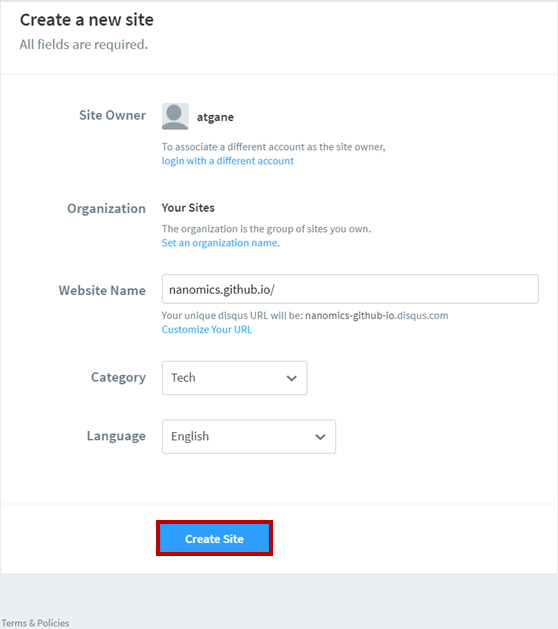 Create a new site
All fields are required.
Site Owner
atgane
To associate a different account as the site owner,
login with a different account
Organization
Your Sites
The organization is the group of sites you own.
Set an organization name.
Website Name
nanomics.github.io/
Your unique disqus URL will be: nanomics-github-io.disqus.com
Customize Your URL
Category
Tech
Language
English
Create Site
Terms & Policies